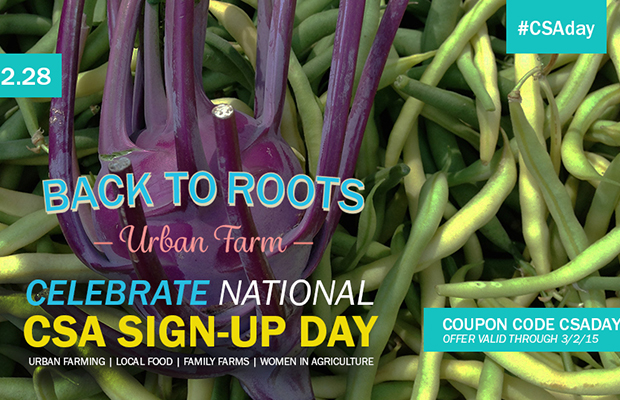 #CSAday
2.28
BACK TO ROOTS
– Urban Farm –
CELEBRATE NATIONAL
CSA SIGN-UP DAY
URBAN FARMING | LOCAL FOOD | FAMILY FARMS | WOMEN IN AGRICULTURE
COUPON CODE CSADAY
OFFER VALID THROUGH 3/2/15